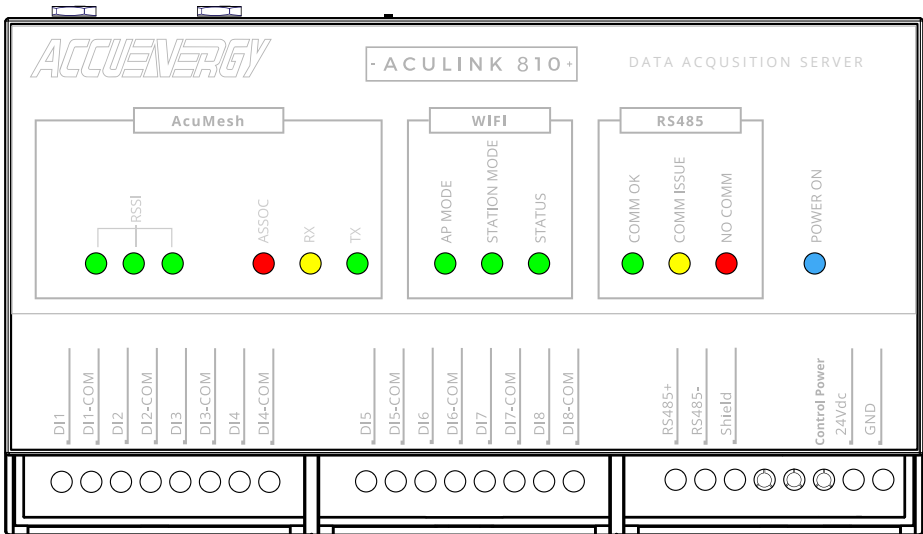 ACCUENERGY
- ACULINK 810 +
DATA ACQUSITION SERVER
AcuMesh
WIFI
RS485
RSSI
ASSOC
RX
TX
AP MODE
STATION MODE
STATUS
COMM OK
COMM ISSUE
NO COMM
POWER ON
DI1
DI1-COM
DI2
DI2-COM
DI3
DI3-COM
DI4
DI4-COM
DI5
DI5-COM
DI6
DI6-COM
DI7
DI7-COM
DI8
DI8-COM
RS485+
RS485-
Shield
Control Power
24Vdc
GND